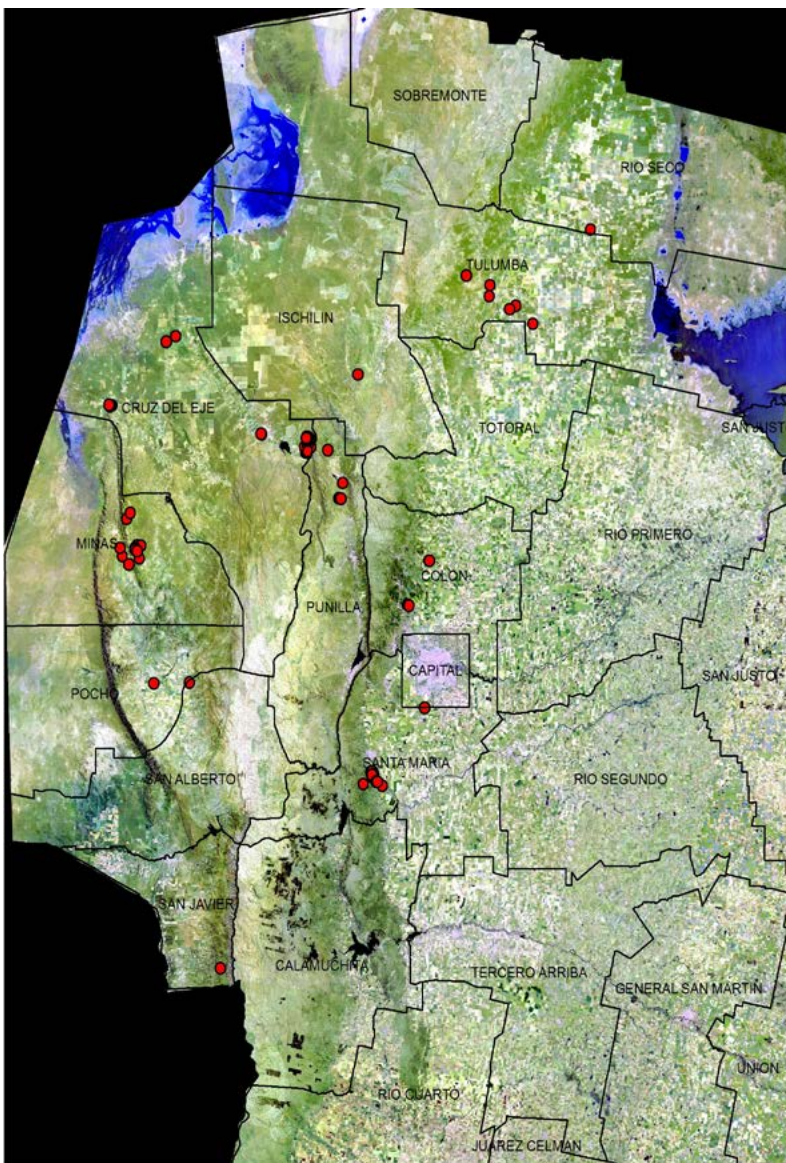 SOBREMONTE
RIO SECO
TULUMBA
ISCHILIN
CRUZ DEL EJE
TOTORAL
SAN JUST
MINAS
RIO PRIMERO
COLON
PUNILLA
CAPITAL
SAN JUSTO
POCHO
SANTA MARIA
SAN ALBERTO
RIO SEGUNDO
SAN JAVIER
CALAMUCHITA
TERCERO ARRIBA
GENERAL SAN MARTIN
UNION
RIO CUARTO
JUAREZ CELMAN